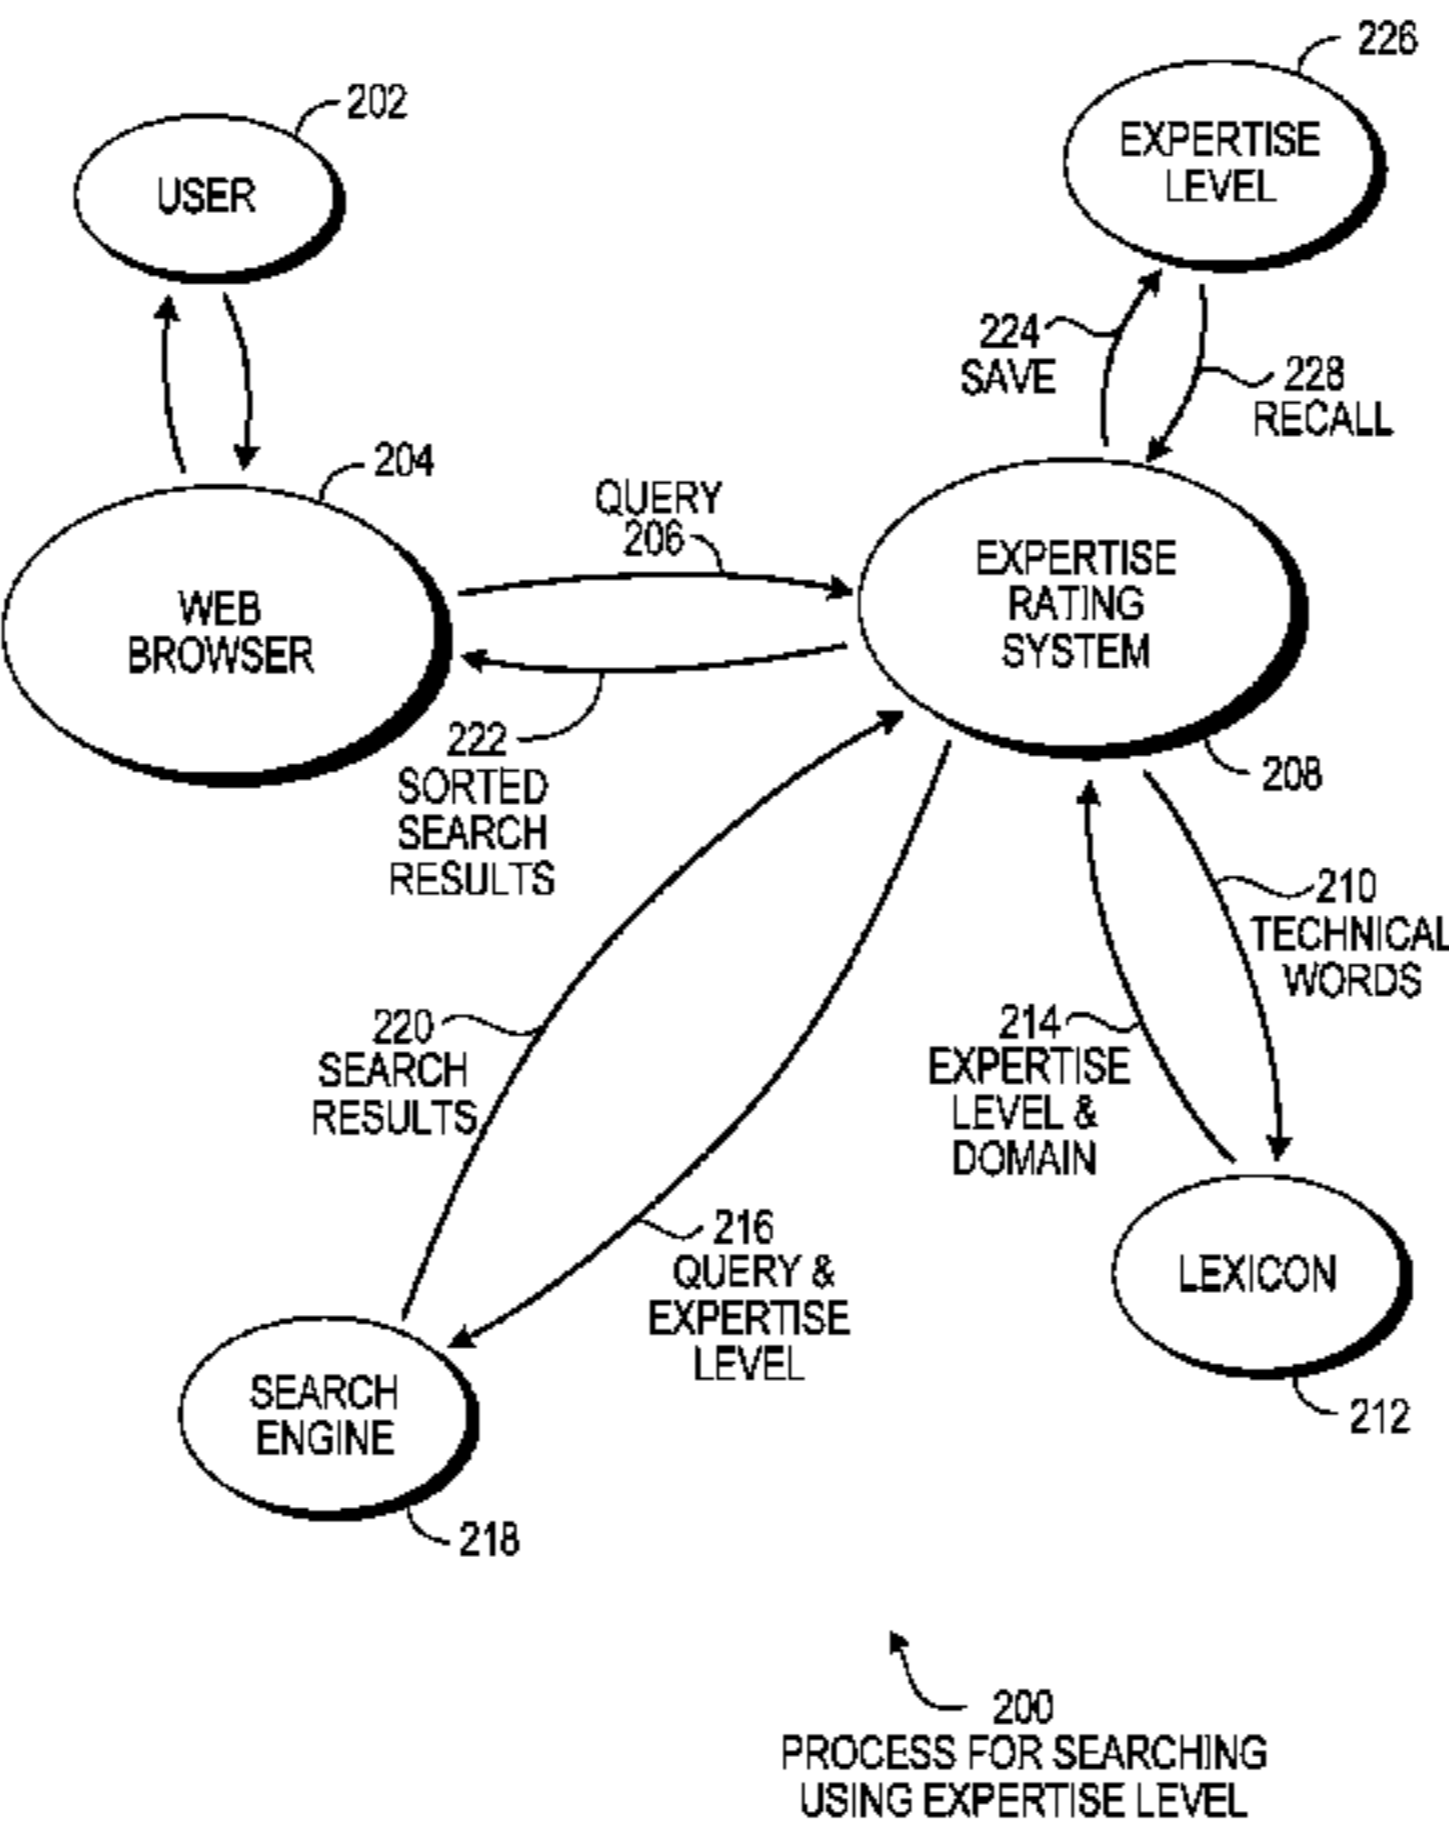 226
EXPERTISE
LEVEL
202
USER
224
SAVE
228
RECALL
204
WEB
BROWSER
QUERY
206
EXPERTISE
RATING
SYSTEM
208
222
SORTED
SEARCH
RESULTS
210
TECHNICAL
WORDS
220
SEARCH
RESULTS
214
EXPERTISE
LEVEL &
DOMAIN
216
QUERY &
EXPERTISE
LEVEL
LEXICON
212
SEARCH
ENGINE
218
200
PROCESS FOR SEARCHING
USING EXPERTISE LEVEL